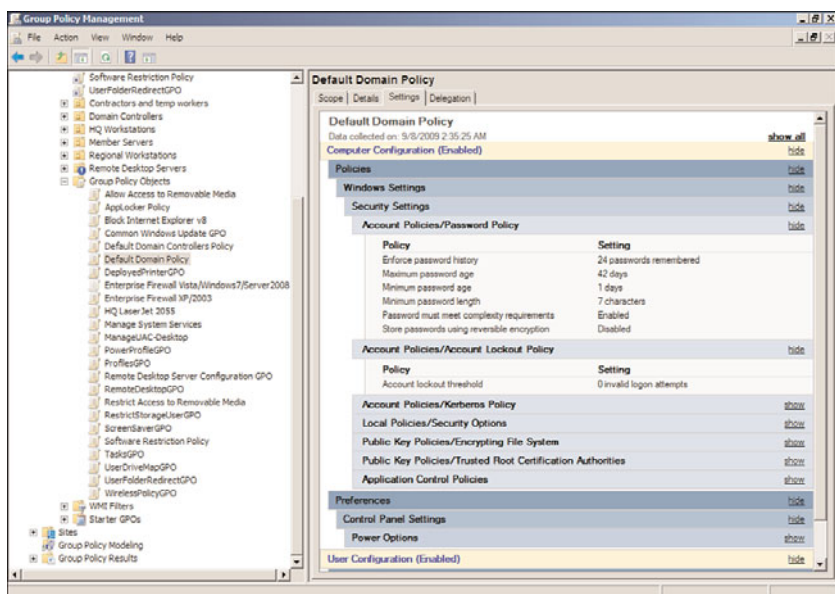 Group Policy Management
File Action View Window Help
Software Restriction Policy
UserFolderRedirectGPO
Contractors and temp workers
Domain Controllers
HQ Workstations
Member Servers
Regional Workstations
Remote Desktop Servers
Group Policy Objects
Allow Access to Removable Media
AppLocker Policy
Block Internet Explorer v8
Common Windows Update GPO
Default Domain Controllers Policy
Default Domain Policy
DeployedPrinterGPO
Enterprise Firewall Vista/Windows7/Server2008
Enterprise Firewall XP/2003
HQ LaserJet 2055
Manage System Services
ManageUAC-Desktop
PowerProfileGPO
ProfilesGPO
Remote Desktop Server Configuration GPO
RemoteDesktopGPO
Restrict Access to Removable Media
RestrictStorageUserGPO
ScreenSaverGPO
Software Restriction Policy
TasksGPO
UserDriveMapGPO
UserFolderRedirectGPO
WirelessPolicyGPO
WMI Filters
Starter GPOs
Sites
Group Policy Modeling
Group Policy Results
Default Domain Policy
Scope Details Settings Delegation
Default Domain Policy
Data collected on: 9/8/2009 2:35:25 AM show all
Computer Configuration (Enabled) hide
Policies hide
Windows Settings hide
Security Settings hide
Account Policies/Password Policy hide
Policy Setting
Enforce password history 24 passwords remembered
Maximum password age 42 days
Minimum password age 1 days
Minimum password length 7 characters
Password must meet complexity requirements Enabled
Store passwords using reversible encryption Disabled
Account Policies/Account Lockout Policy hide
Policy Setting
Account lockout threshold 0 invalid logon attempts
Account Policies/Kerberos Policy show
Local Policies/Security Options show
Public Key Policies/Encrypting File System show
Public Key Policies/Trusted Root Certification Authorities show
Application Control Policies show
Preferences hide
Control Panel Settings hide
Power Options show
User Configuration (Enabled) hide